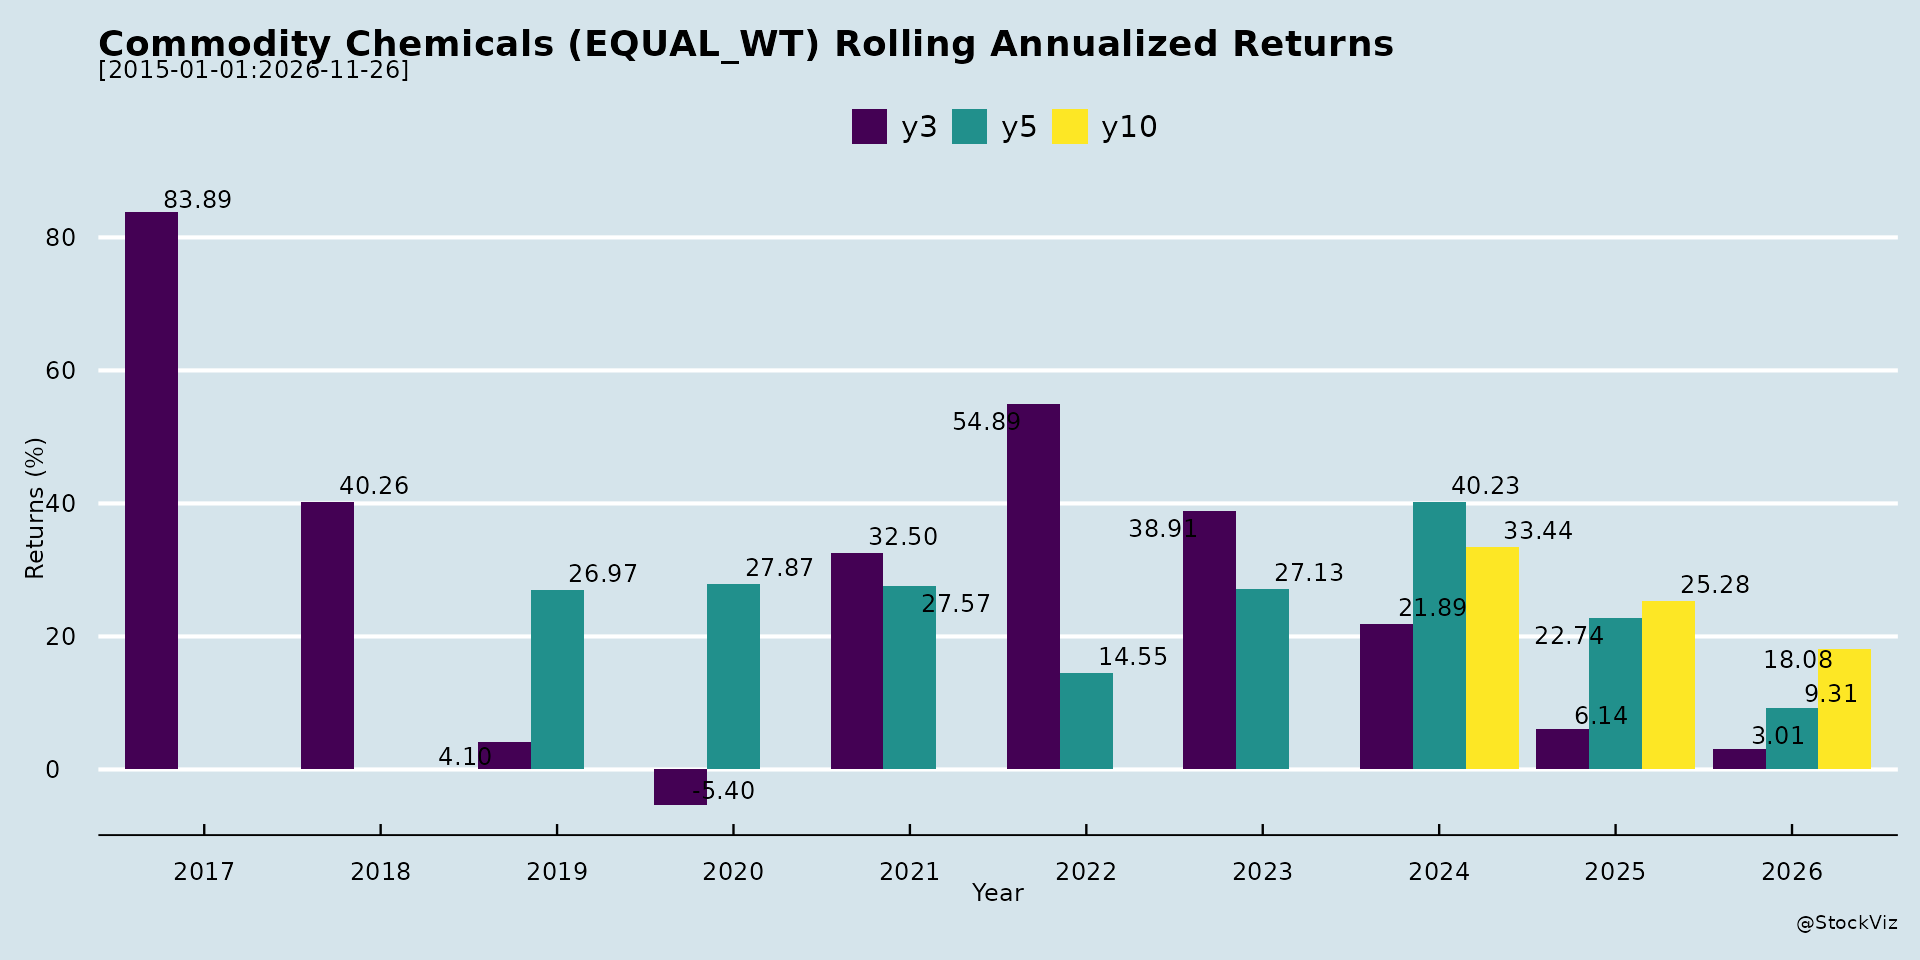 Commodity Chemicals (EQUAL_WT) Rolling Annualized Returns
[2015-01-01:2026-11-26]
y3 y5 y10
83.89
80
60
54.89
40.26 40.23
40
38.91 32.50 33.44
26.97 27.87 27.57 27.13 25.28
21.89
20
22.74
14.55 18.08
9.31
6.14
3.01
4.10
0
-5.40
Returns (%)
2017 2018 2019 2020 2021 2022 2023 2024 2025 2026
Year
@StockViz